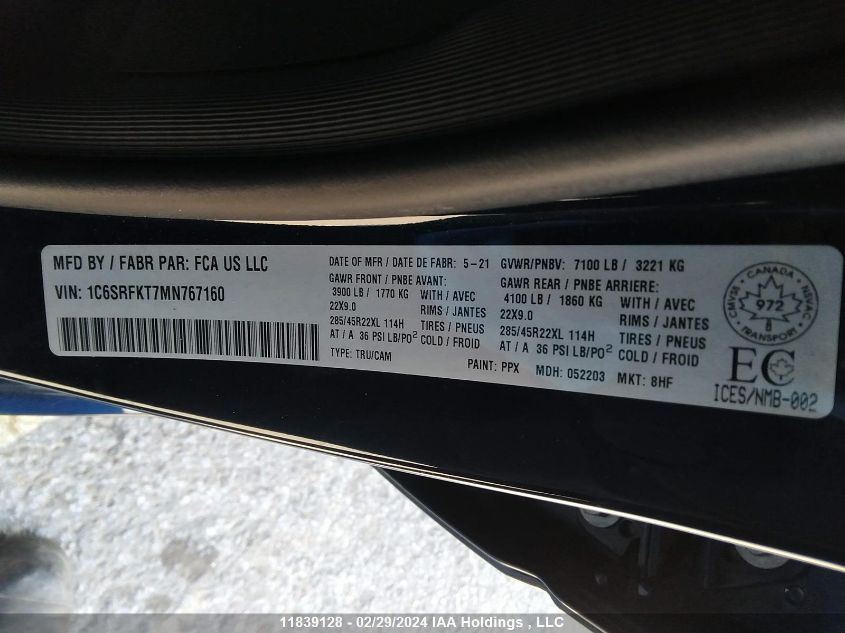 MFD BY / FABR PAR: FCA US LLC
VIN: 1C6SRFKT7MN767160
DATE OF MFR / DATE DE FABR: 5-21
GAWR FRONT / PNBE AVANT:
3900 LB / 1770 KG WITH / AVEC
22X9.0 RIMS / JANTES
285/45R22XL 114H TIRES / PNEUS
AT / A 36 PSI LB/PO² COLD / FROID
TYPE: TRU/CAM
GVWR/PNBV: 7100 LB / 3221 KG
GAWR REAR / PNBE ARRIERE:
4100 LB / 1860 KG WITH / AVEC
22X9.0 RIMS / JANTES
285/45R22XL 114H TIRES / PNEUS
AT / A 36 PSI LB/PO² COLD / FROID
PAINT: PPX MDH: 052203 MKT: 8HF
CANADA
CMVSS NSVAC
972
8
TRANSPORT
EC
ICES/NMB-002
11839128 - 02/29/2024 IAA Holdings , LLC